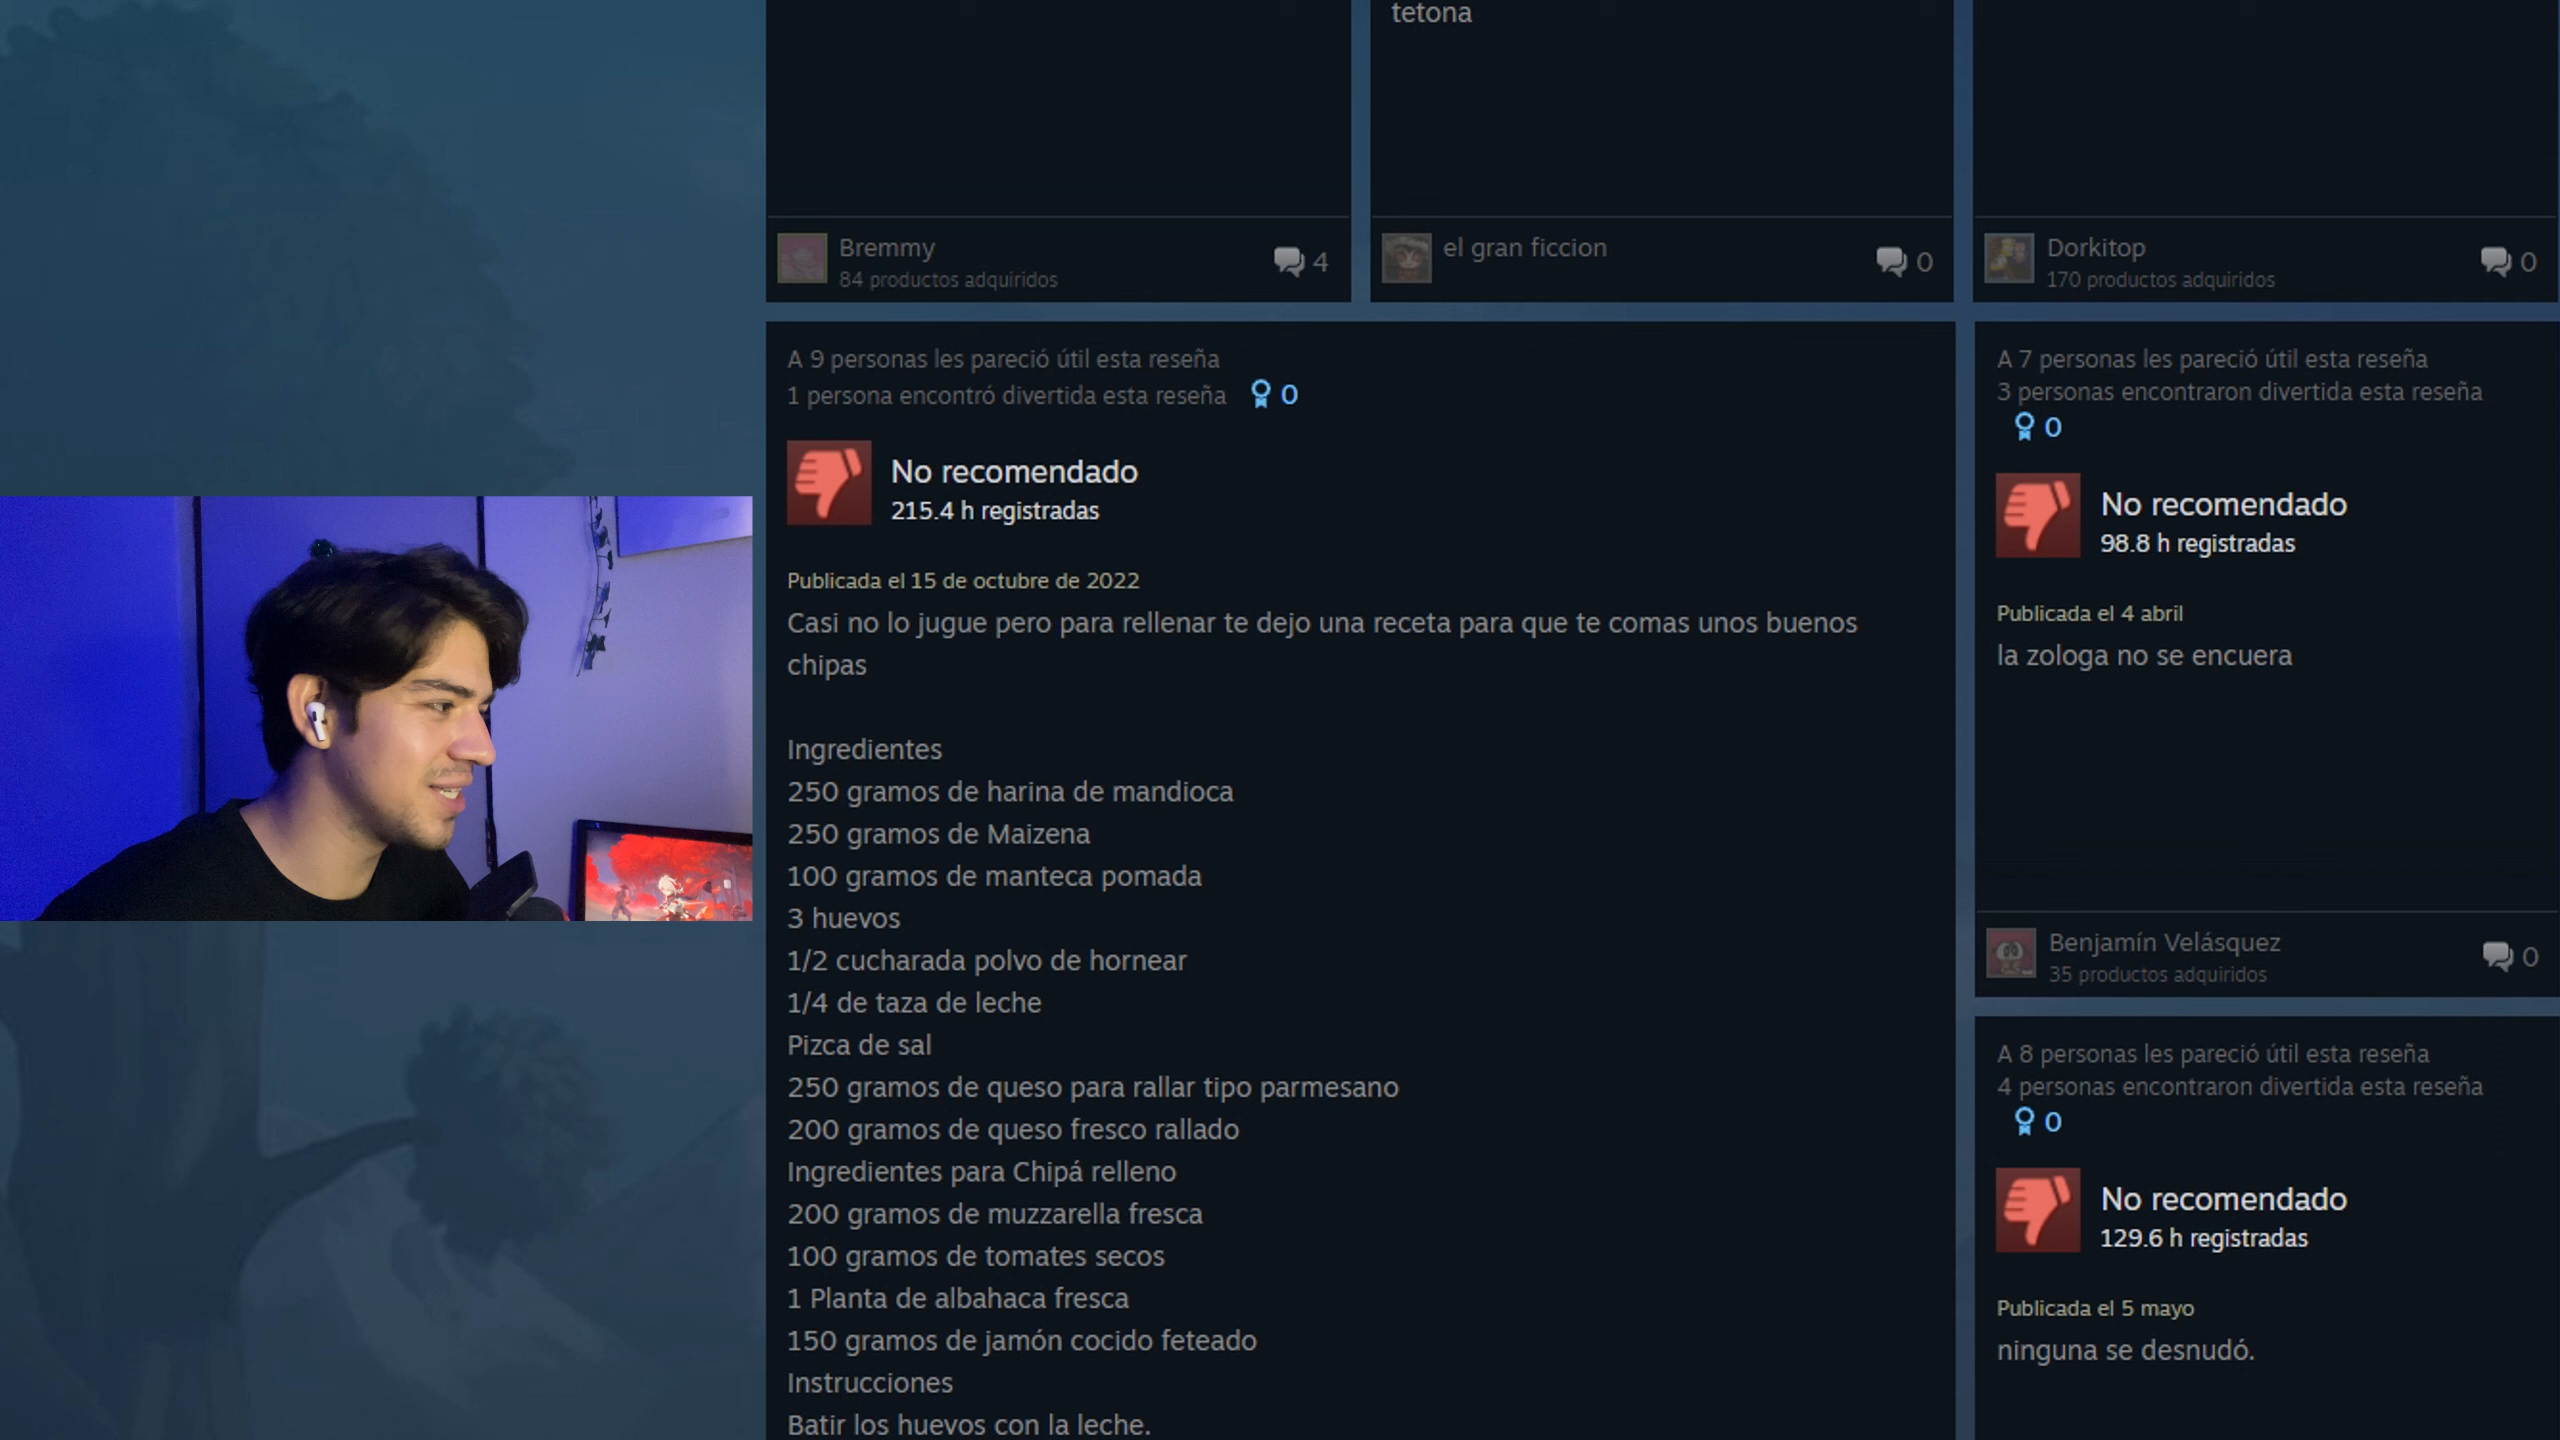 tetona
Bremmy
84 productos adquiridos
4
el gran ficcion
0
Dorkitop
170 productos adquiridos
0
A 9 personas les pareció útil esta reseña
1 persona encontró divertida esta reseña 0
No recomendado
215.4 h registradas
Publicada el 15 de octubre de 2022
Casi no lo jugue pero para rellenar te dejo una receta para que te comas unos buenos
chipas
Ingredientes
250 gramos de harina de mandioca
250 gramos de Maizena
100 gramos de manteca pomada
3 huevos
1/2 cucharada polvo de hornear
1/4 de taza de leche
Pizca de sal
250 gramos de queso para rallar tipo parmesano
200 gramos de queso fresco rallado
Ingredientes para Chipá relleno
200 gramos de muzzarella fresca
100 gramos de tomates secos
1 Planta de albahaca fresca
150 gramos de jamón cocido feteado
Instrucciones
Batir los huevos con la leche.
A 7 personas les pareció útil esta reseña
3 personas encontraron divertida esta reseña
0
No recomendado
98.8 h registradas
Publicada el 4 abril
la zologa no se encuera
Benjamín Velásquez
35 productos adquiridos
0
A 8 personas les pareció útil esta reseña
4 personas encontraron divertida esta reseña
0
No recomendado
129.6 h registradas
Publicada el 5 mayo
ninguna se desnudó.